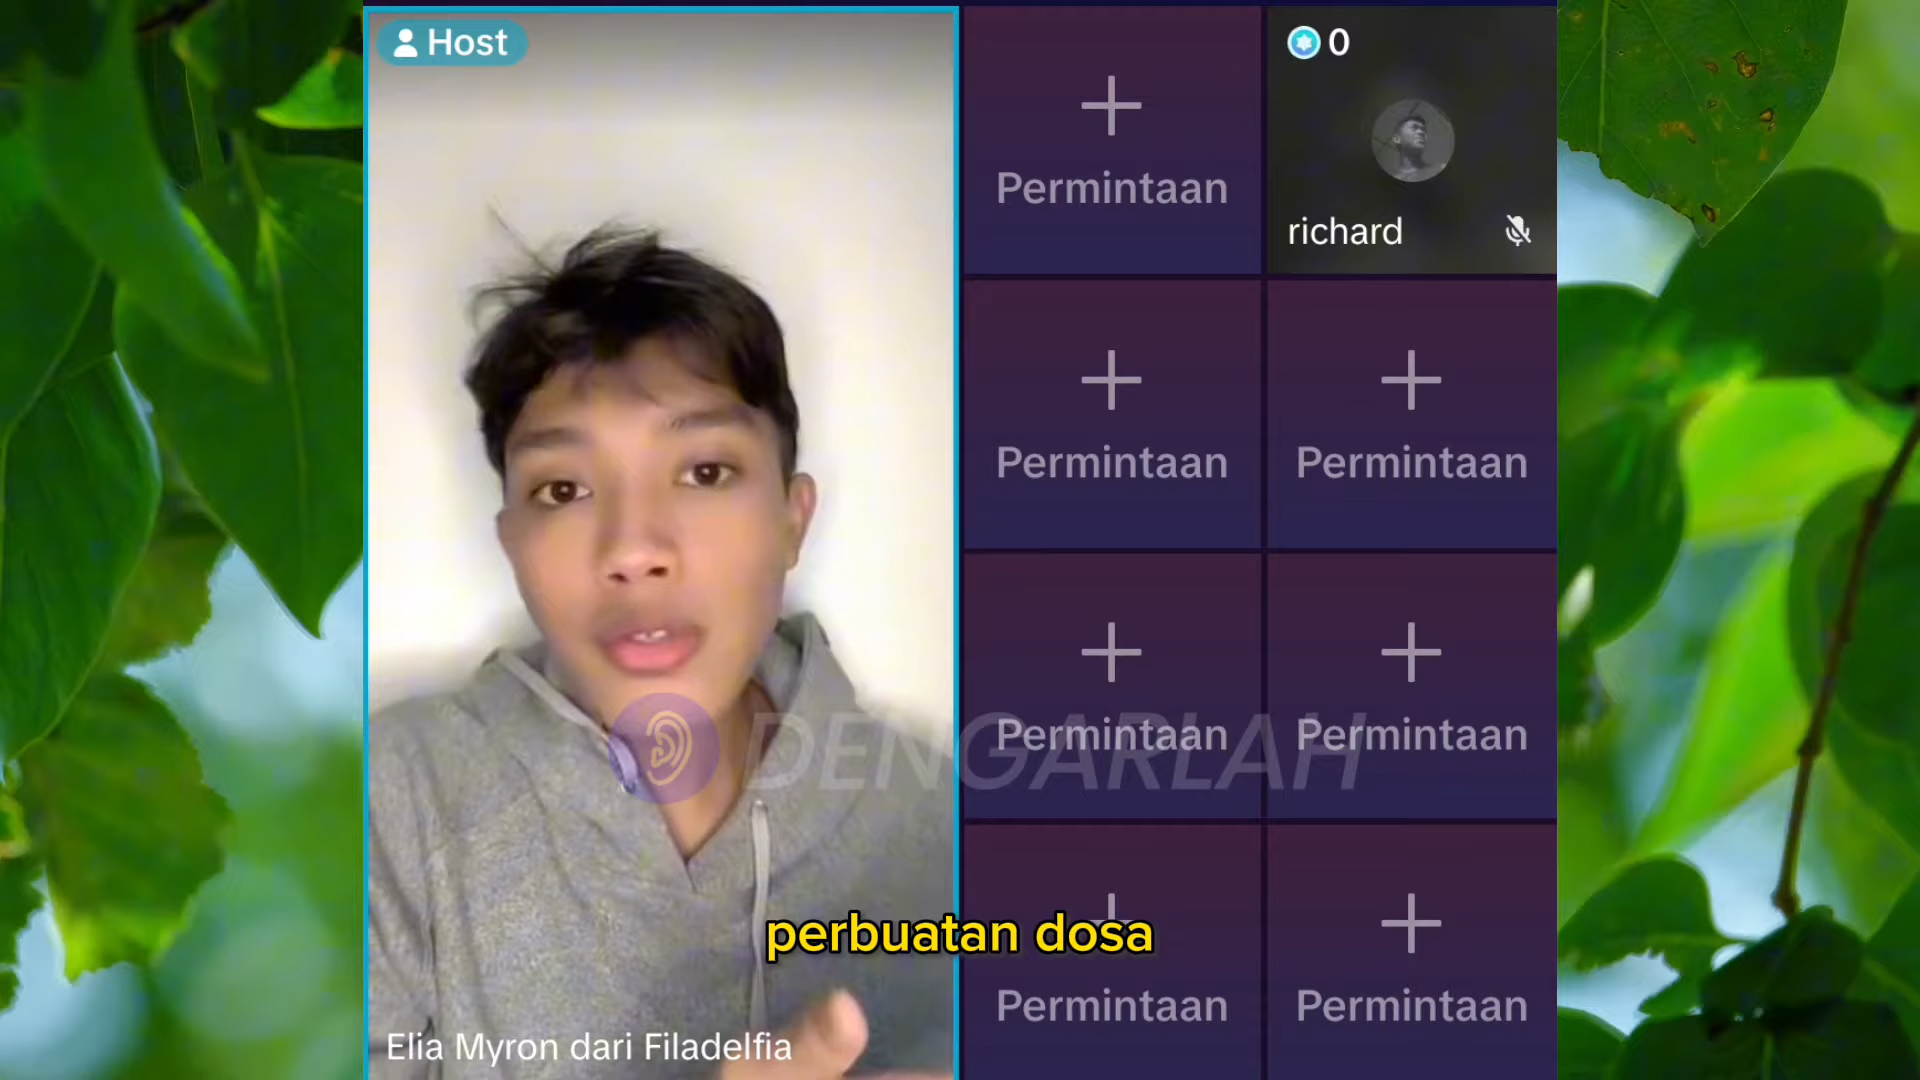 Host
0
Permintaan
richard
Permintaan
Permintaan
Permintaan
Permintaan
DENGARLAH
perbuatan dosa
Permintaan
Permintaan
Elia Myron dari Filadelfia